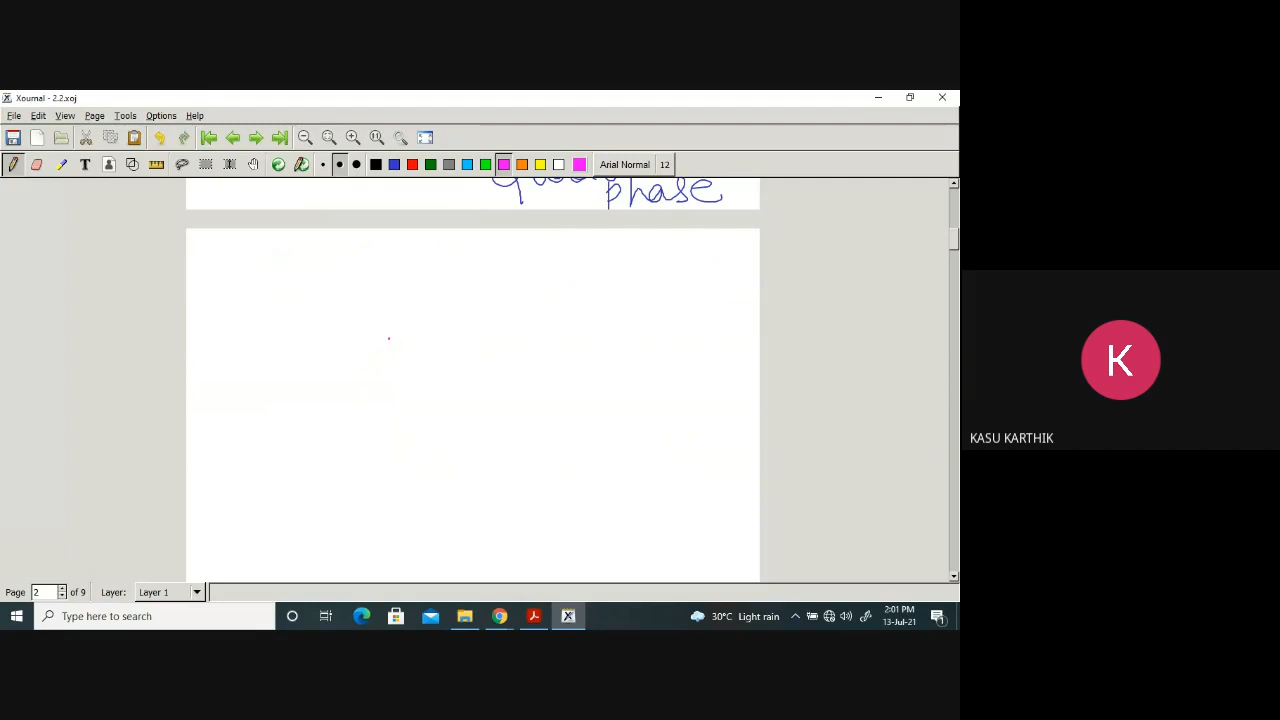 Xournal - 2.2.xoj
File Edit View Page Tools Options Help
Arial Normal 12
phase
K
KASU KARTHIK
Page 2 of 9 Layer: Layer 1
Type here to search
30°C Light rain
2:01 PM
13-Jul-21
1